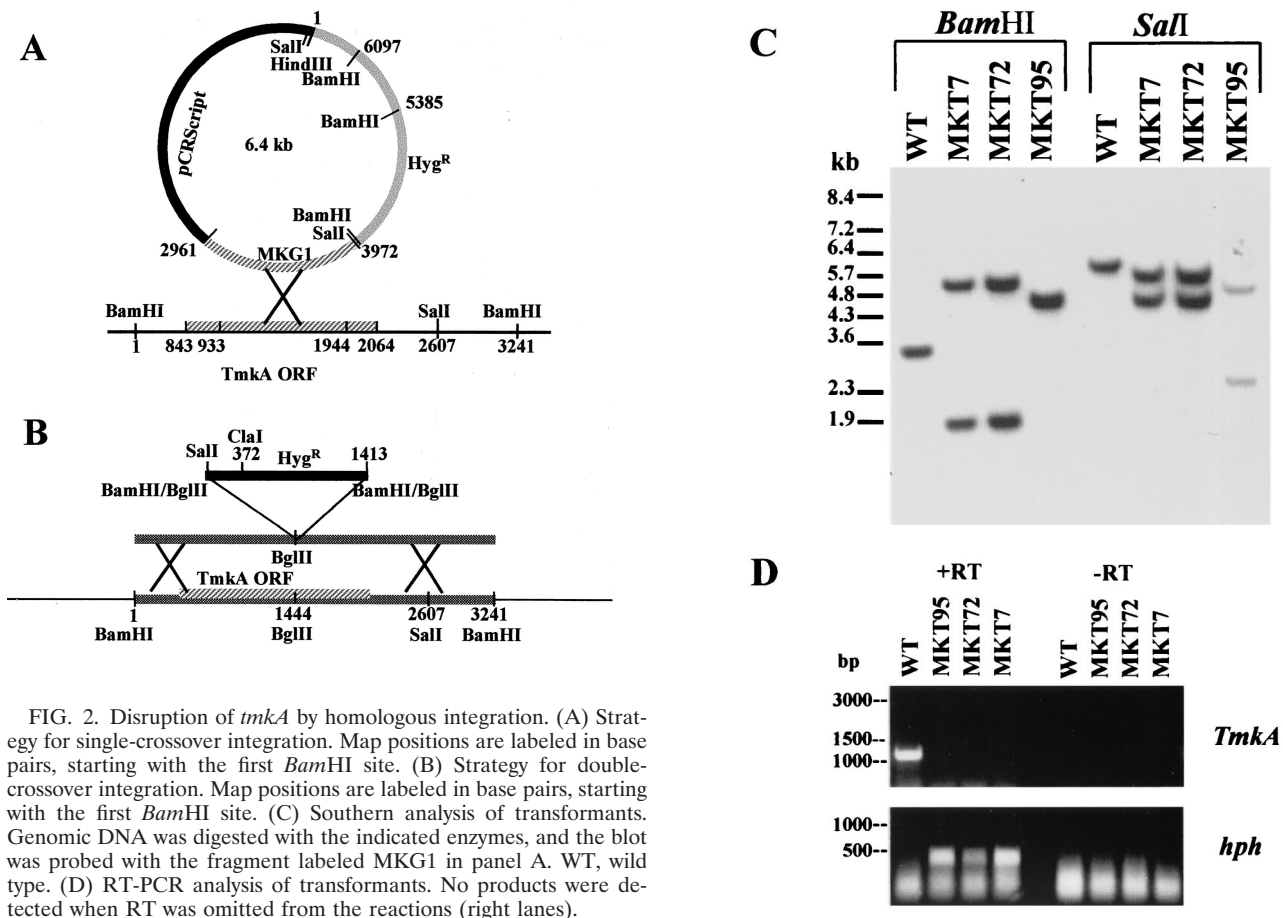 A
1
SalI
HindIII
BamHI
6097
5385
BamHI
pCRScript
6.4 kb
HygR
BamHI
SalI
2961
MKG1
3972
BamHI
SalI
BamHI
1
843 933
1944 2064
2607
3241
TmkA ORF
B
ClaI
SalI
372
HygR
1413
BamHI/BglII
BamHI/BglII
BglII
TmkA ORF
1
1444
2607
3241
BamHI
BglII
SalI
BamHI
FIG. 2. Disruption of tmkA by homologous integration. (A) Strat-
egy for single-crossover integration. Map positions are labeled in base
pairs, starting with the first BamHI site. (B) Strategy for double-
crossover integration. Map positions are labeled in base pairs, starting
with the first BamHI site. (C) Southern analysis of transformants.
Genomic DNA was digested with the indicated enzymes, and the blot
was probed with the fragment labeled MKG1 in panel A. WT, wild
type. (D) RT-PCR analysis of transformants. No products were de-
tected when RT was omitted from the reactions (right lanes).
C
BamHI
SalI
WT
MKT7
MKT72
MKT95
WT
MKT7
MKT72
MKT95
kb
8.4
7.2
6.4
5.7
4.8
4.3
3.6
2.3
1.9
D
+RT
-RT
WT
MKT95
MKT72
MKT7
WT
MKT95
MKT72
MKT7
bp
3000--
1500--
1000--
TmkA
1000--
500--
hph